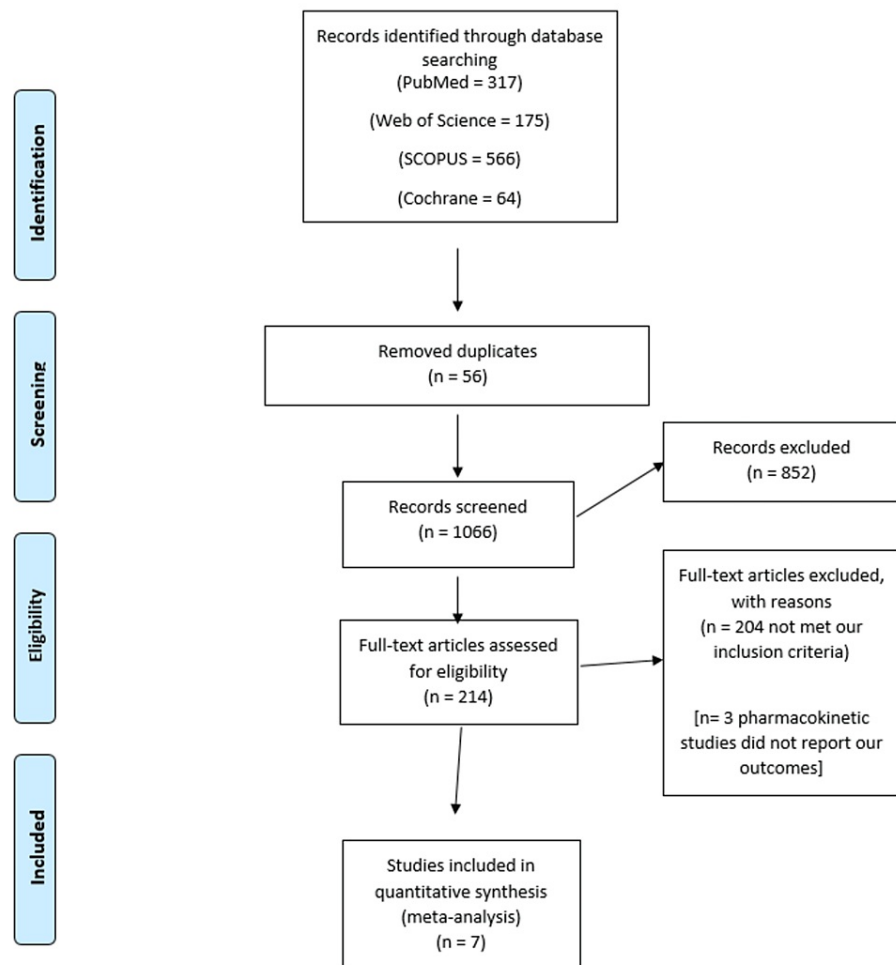 Identification
Records identified through database
searching
(PubMed = 317)
(Web of Science = 175)
(SCOPUS = 566)
(Cochrane = 64)
Screening
Removed duplicates
(n = 56)
Records screened
(n = 1066)
Records excluded
(n = 852)
Eligibility
Full-text articles assessed
for eligibility
(n = 214)
Full-text articles excluded,
with reasons
(n = 204 not met our
inclusion criteria)
[n= 3 pharmacokinetic
studies did not report our
outcomes]
Included
Studies included in
quantitative synthesis
(meta-analysis)
(n = 7)